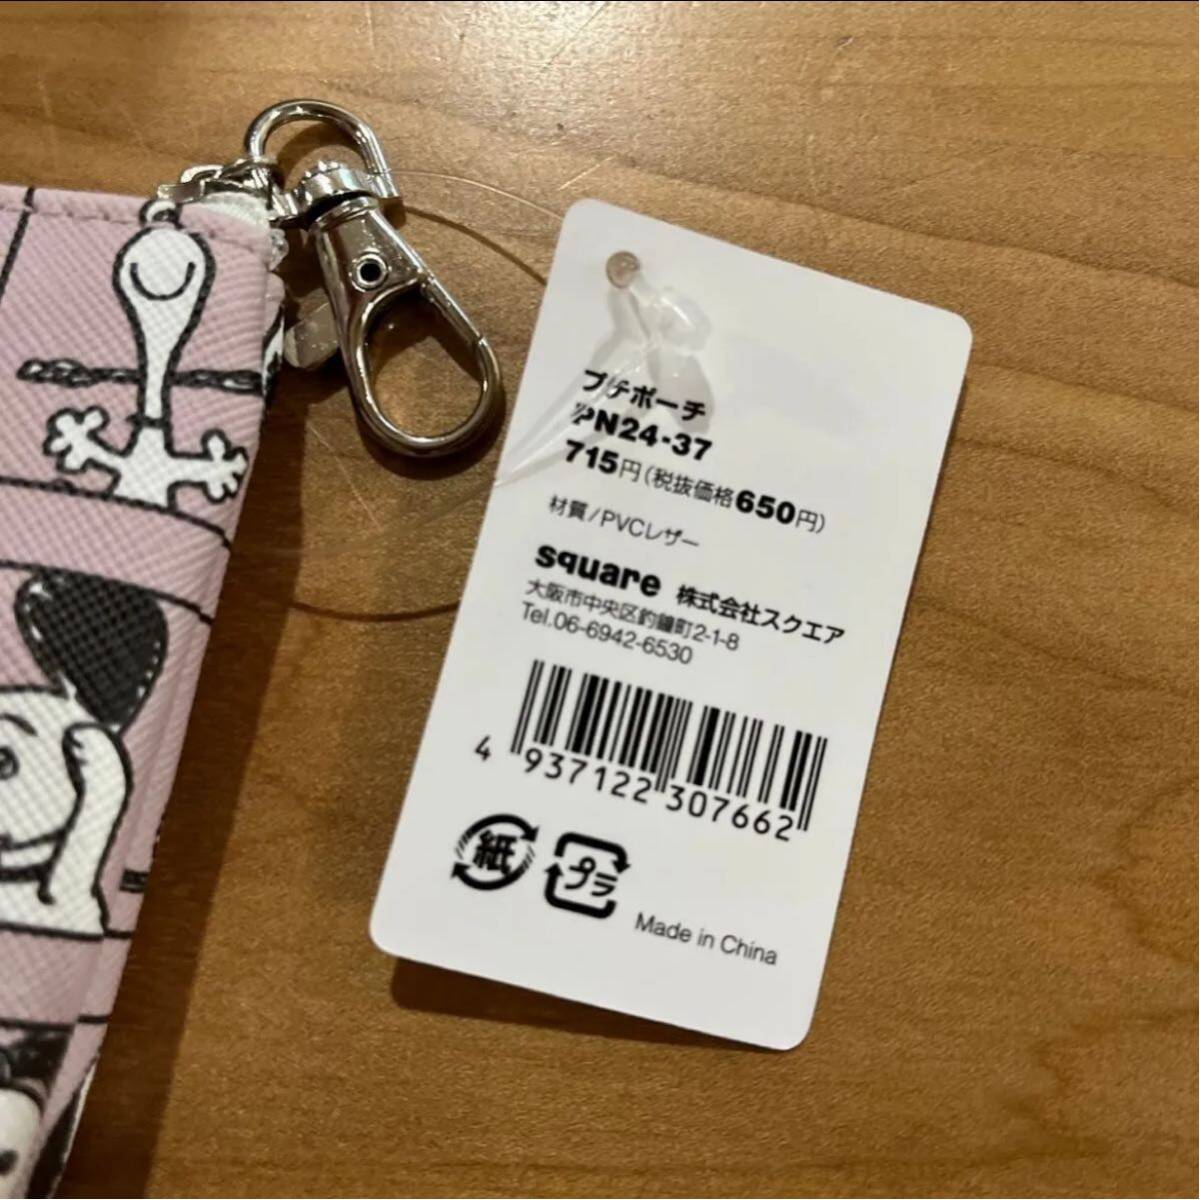 プチポーチ
PN24-37
715円(税抜価格650円)
材質/PVCレザー
square 株式会社スクエア
大阪市中央区釣鐘町2-1-8
Tel.06-6942-6530
4 937122 307662
紙 プラ
Made in China